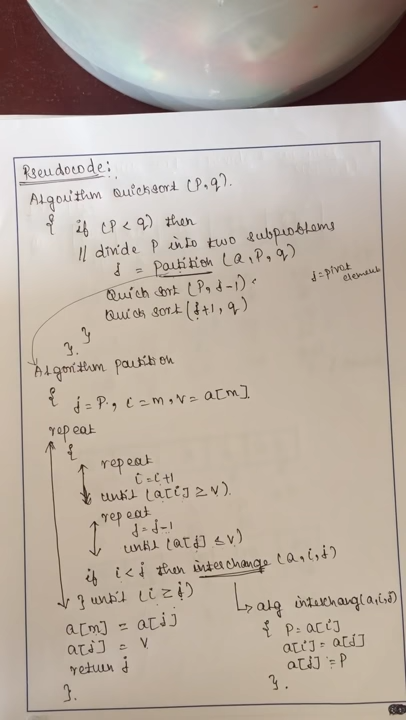 Pseudocode:
Algorithm Quicksort (P, q).
{ if (P < q) then
// divide P into two subproblems
j = Partition (a, P, q)
j = pivot element
Quick Sort (P, j-1)
Quick Sort (j+1, q)
}
}.
Algorithm partition
{ j = P, i = m, v = a[m].
repeat
{
repeat
i = i+1
until (a[i] ≥ v).
repeat
j = j-1
until (a[j] ≤ v)
if i < j then interchange (a, i, j)
} until (i ≥ j)
a[m] = a[j]
a[j] = v
return j
}.
→ alg interchang(a,i,j)
{ P = a[i]
a[i] = a[j]
a[j] = P
}.